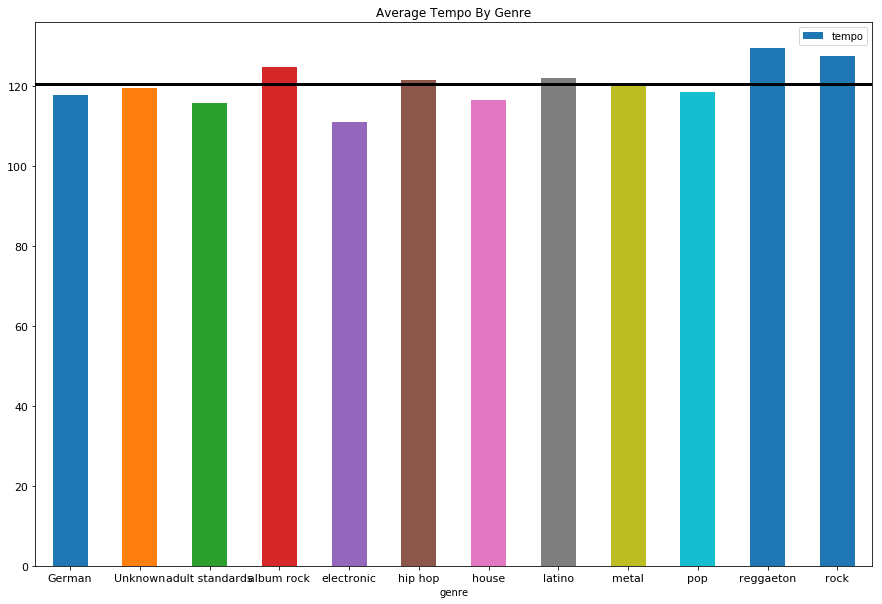 Average Tempo By Genre
tempo
120
100
80
60
40
20
0
German Unknown adult standards album rock electronic hip hop house latino metal pop reggaeton rock
genre